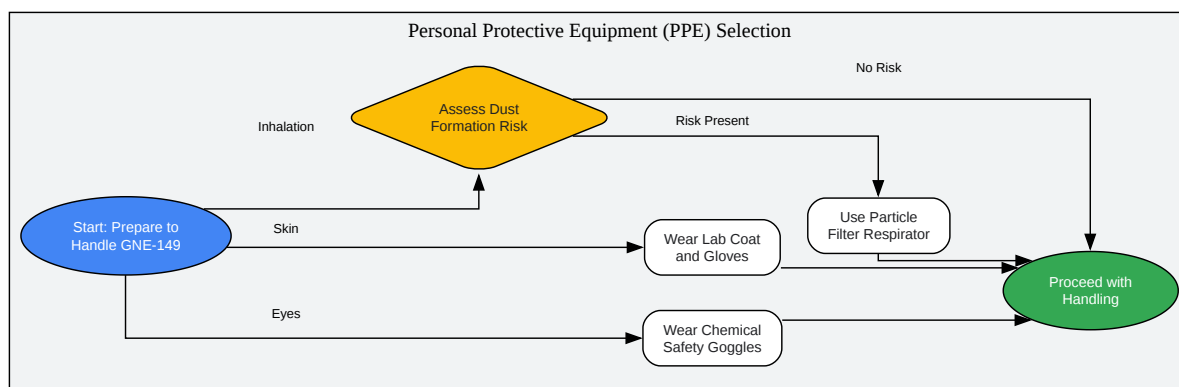 Personal Protective Equipment (PPE) Selection
No Risk
Assess Dust
Formation Risk
Inhalation
Risk Present
Start: Prepare to
Handle GNE-149
Skin
Use Particle
Filter Respirator
Wear Lab Coat
and Gloves
Proceed with
Handling
Eyes
Wear Chemical
Safety Goggles